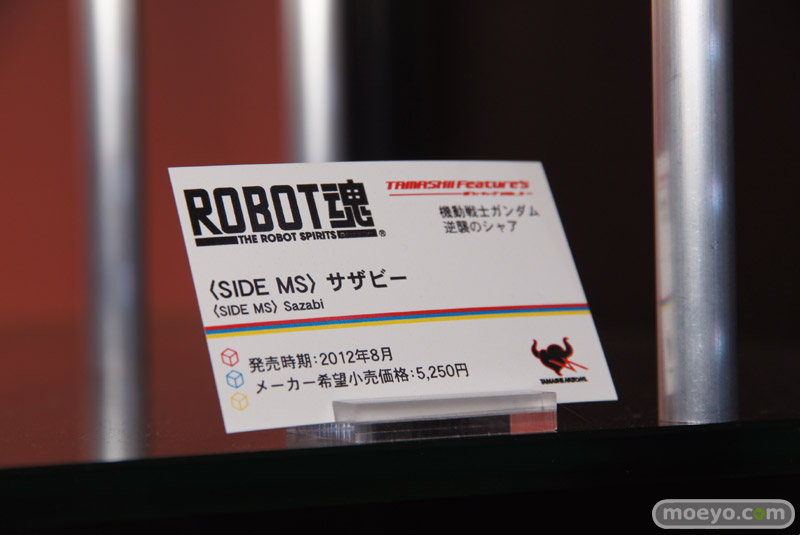 ROBOT魂
THE ROBOT SPIRITS ®
TAMASHII Feature's
機動戦士ガンダム
逆襲のシャア
〈SIDE MS〉 サザビー
〈SIDE MS〉 Sazabi
発売時期:2012年8月
メーカー希望小売価格:5,250円
TAMASHII NATIONS
moeyo.com